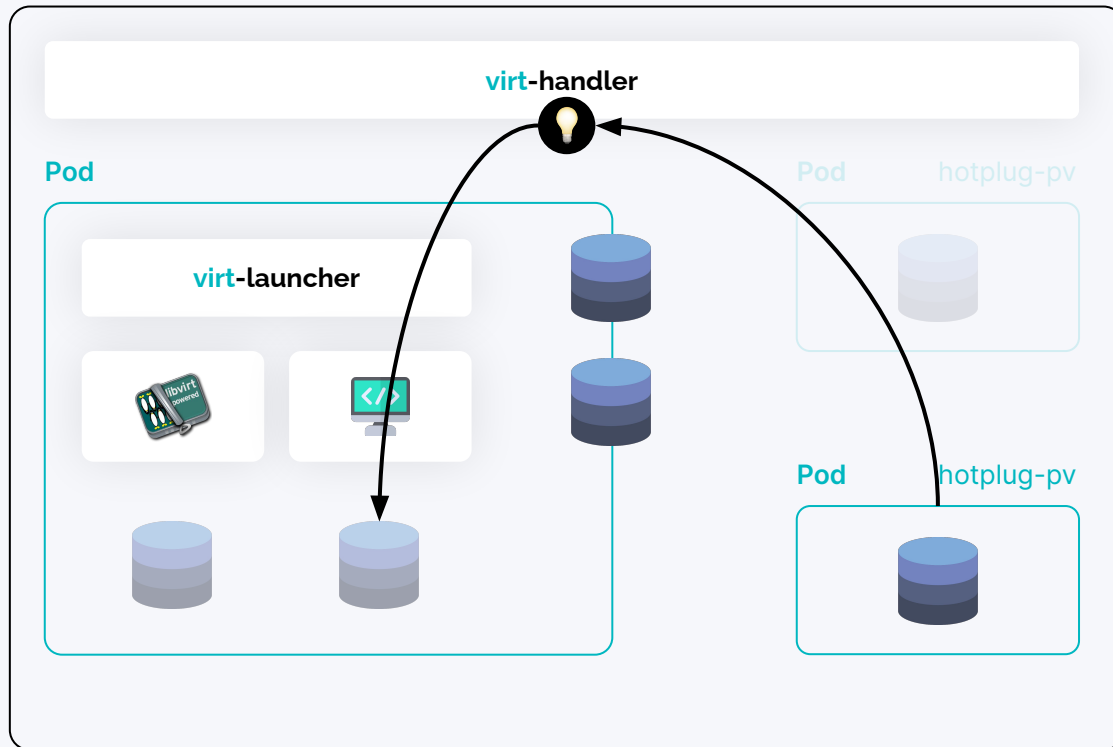 virt-handler
Pod
Pod hotplug-pv
virt-launcher
libvirt
powered
</>
Pod hotplug-pv